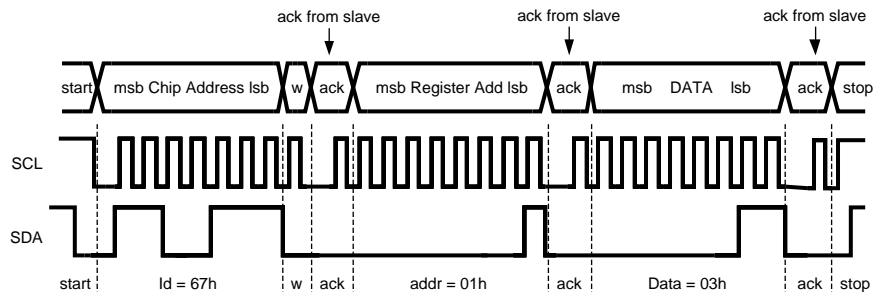 ack from slave ack from slave ack from slave
start msb Chip Address lsb w ack msb Register Add lsb ack msb DATA lsb ack stop
SCL
SDA
start Id = 67h w ack addr = 01h ack Data = 03h ack stop